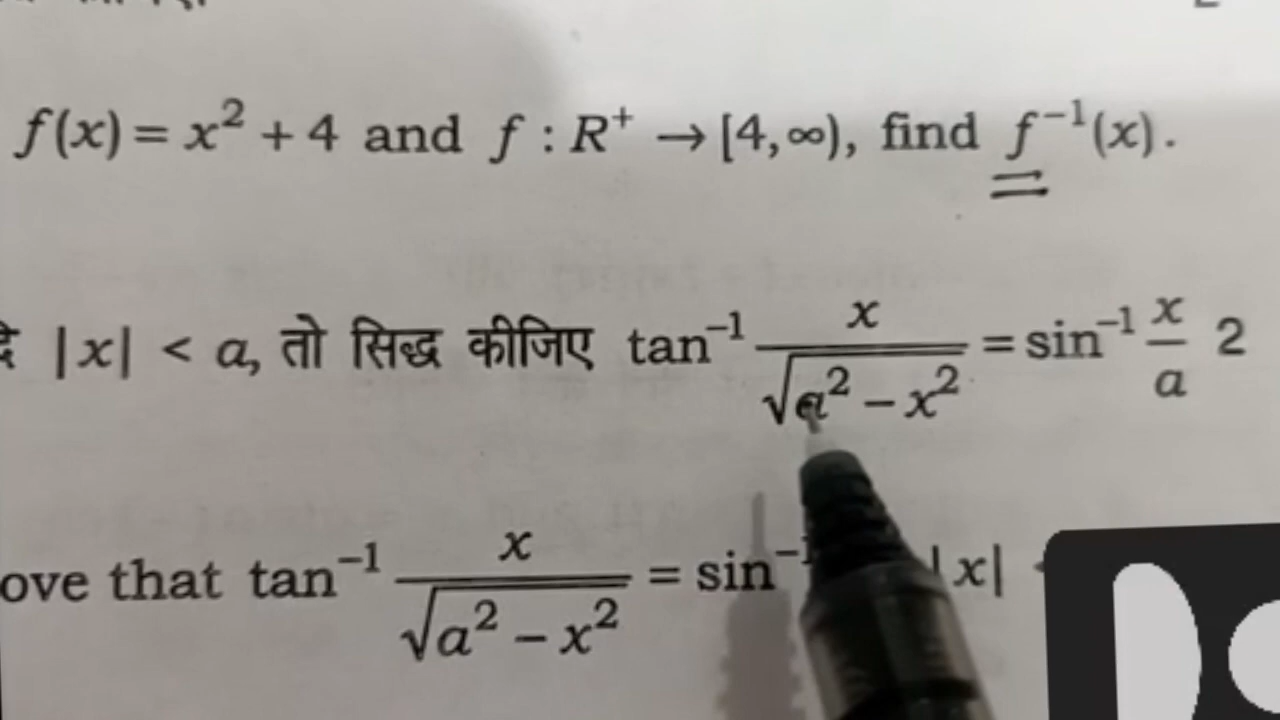 f(x) = x² + 4 and f : R⁺ → [4, ∞), find f⁻¹(x).
|x| < a, तो सिद्ध कीजिए tan⁻¹ x/√(a² − x²) = sin⁻¹ x/a 2
ove that tan⁻¹ x/√(a² − x²) = sin⁻ |x|